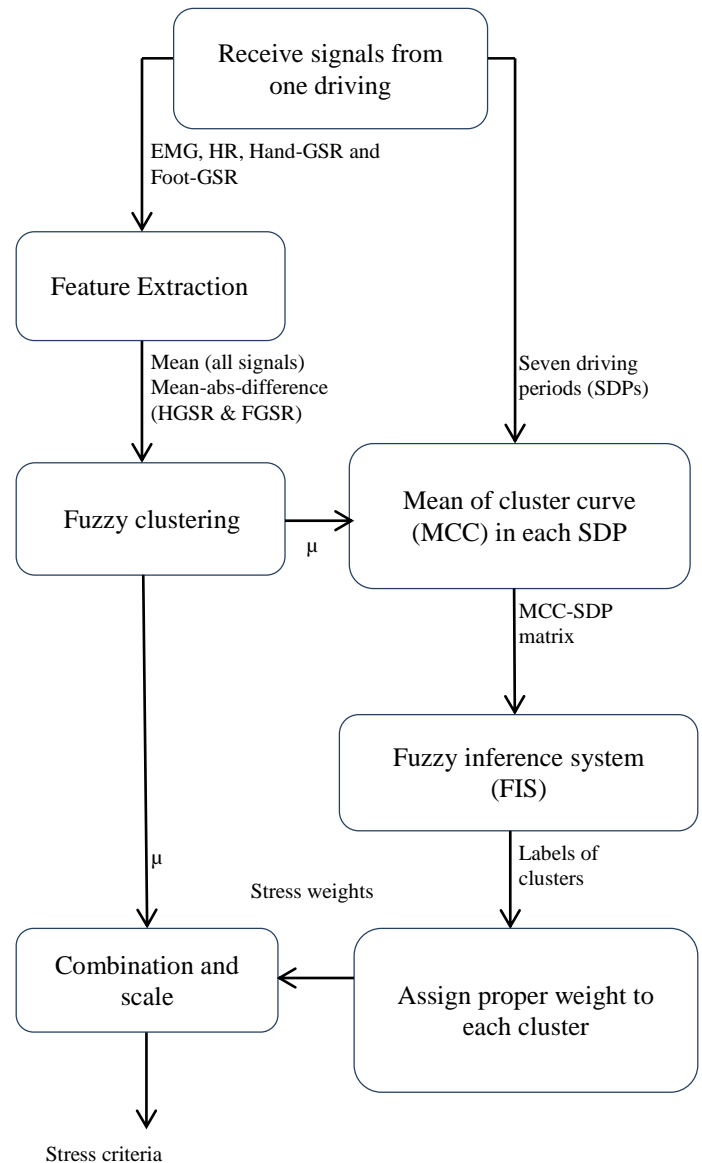 Receive signals from
one driving
EMG, HR, Hand-GSR and
Foot-GSR
Feature Extraction
Mean (all signals)
Mean-abs-difference
(HGSR & FGSR)
Seven driving
periods (SDPs)
Fuzzy clustering
μ
Mean of cluster curve
(MCC) in each SDP
MCC-SDP
matrix
Fuzzy inference system
(FIS)
Labels of
clusters
μ
Stress weights
Combination and
scale
Assign proper weight to
each cluster
Stress criteria